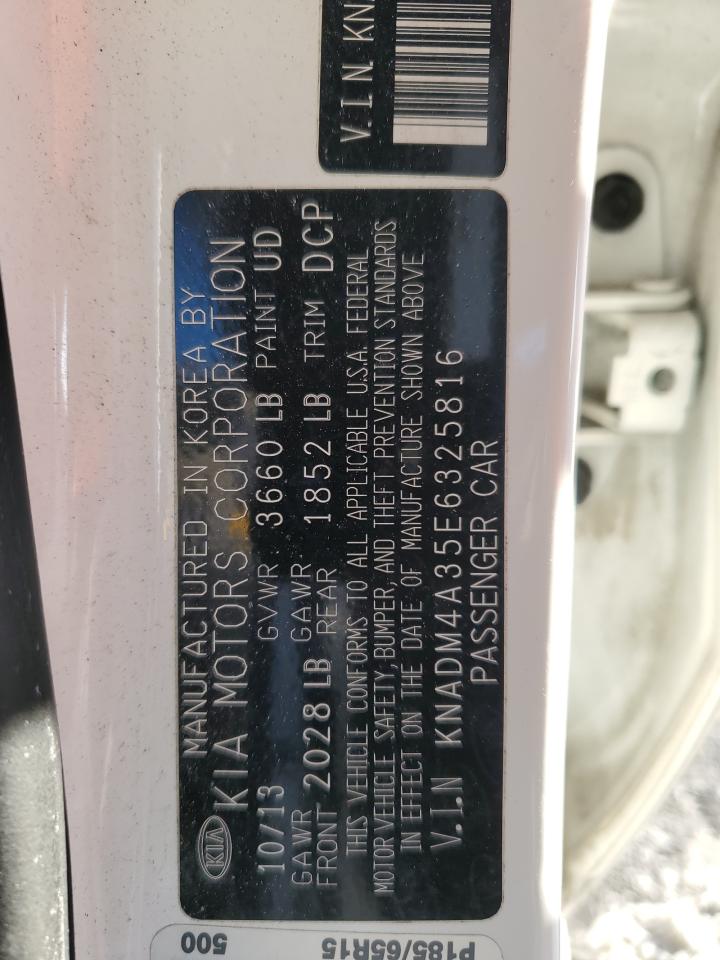 V.I.N KNA
KIA
MANUFACTURED IN KOREA BY
KIA MOTORS CORPORATION
10/13 GVWR 3660 LB PAINT UD
GAWR FRONT 2028 LB GAWR REAR 1852 LB TRIM DCP
THIS VEHICLE CONFORMS TO ALL APPLICABLE U.S.A. FEDERAL
MOTOR VEHICLE SAFETY, BUMPER, AND THEFT PREVENTION STANDARDS
IN EFFECT ON THE DATE OF MANUFACTURE SHOWN ABOVE
V.I.N KNADM4A35E6325816
PASSENGER CAR
P185/65R15
500